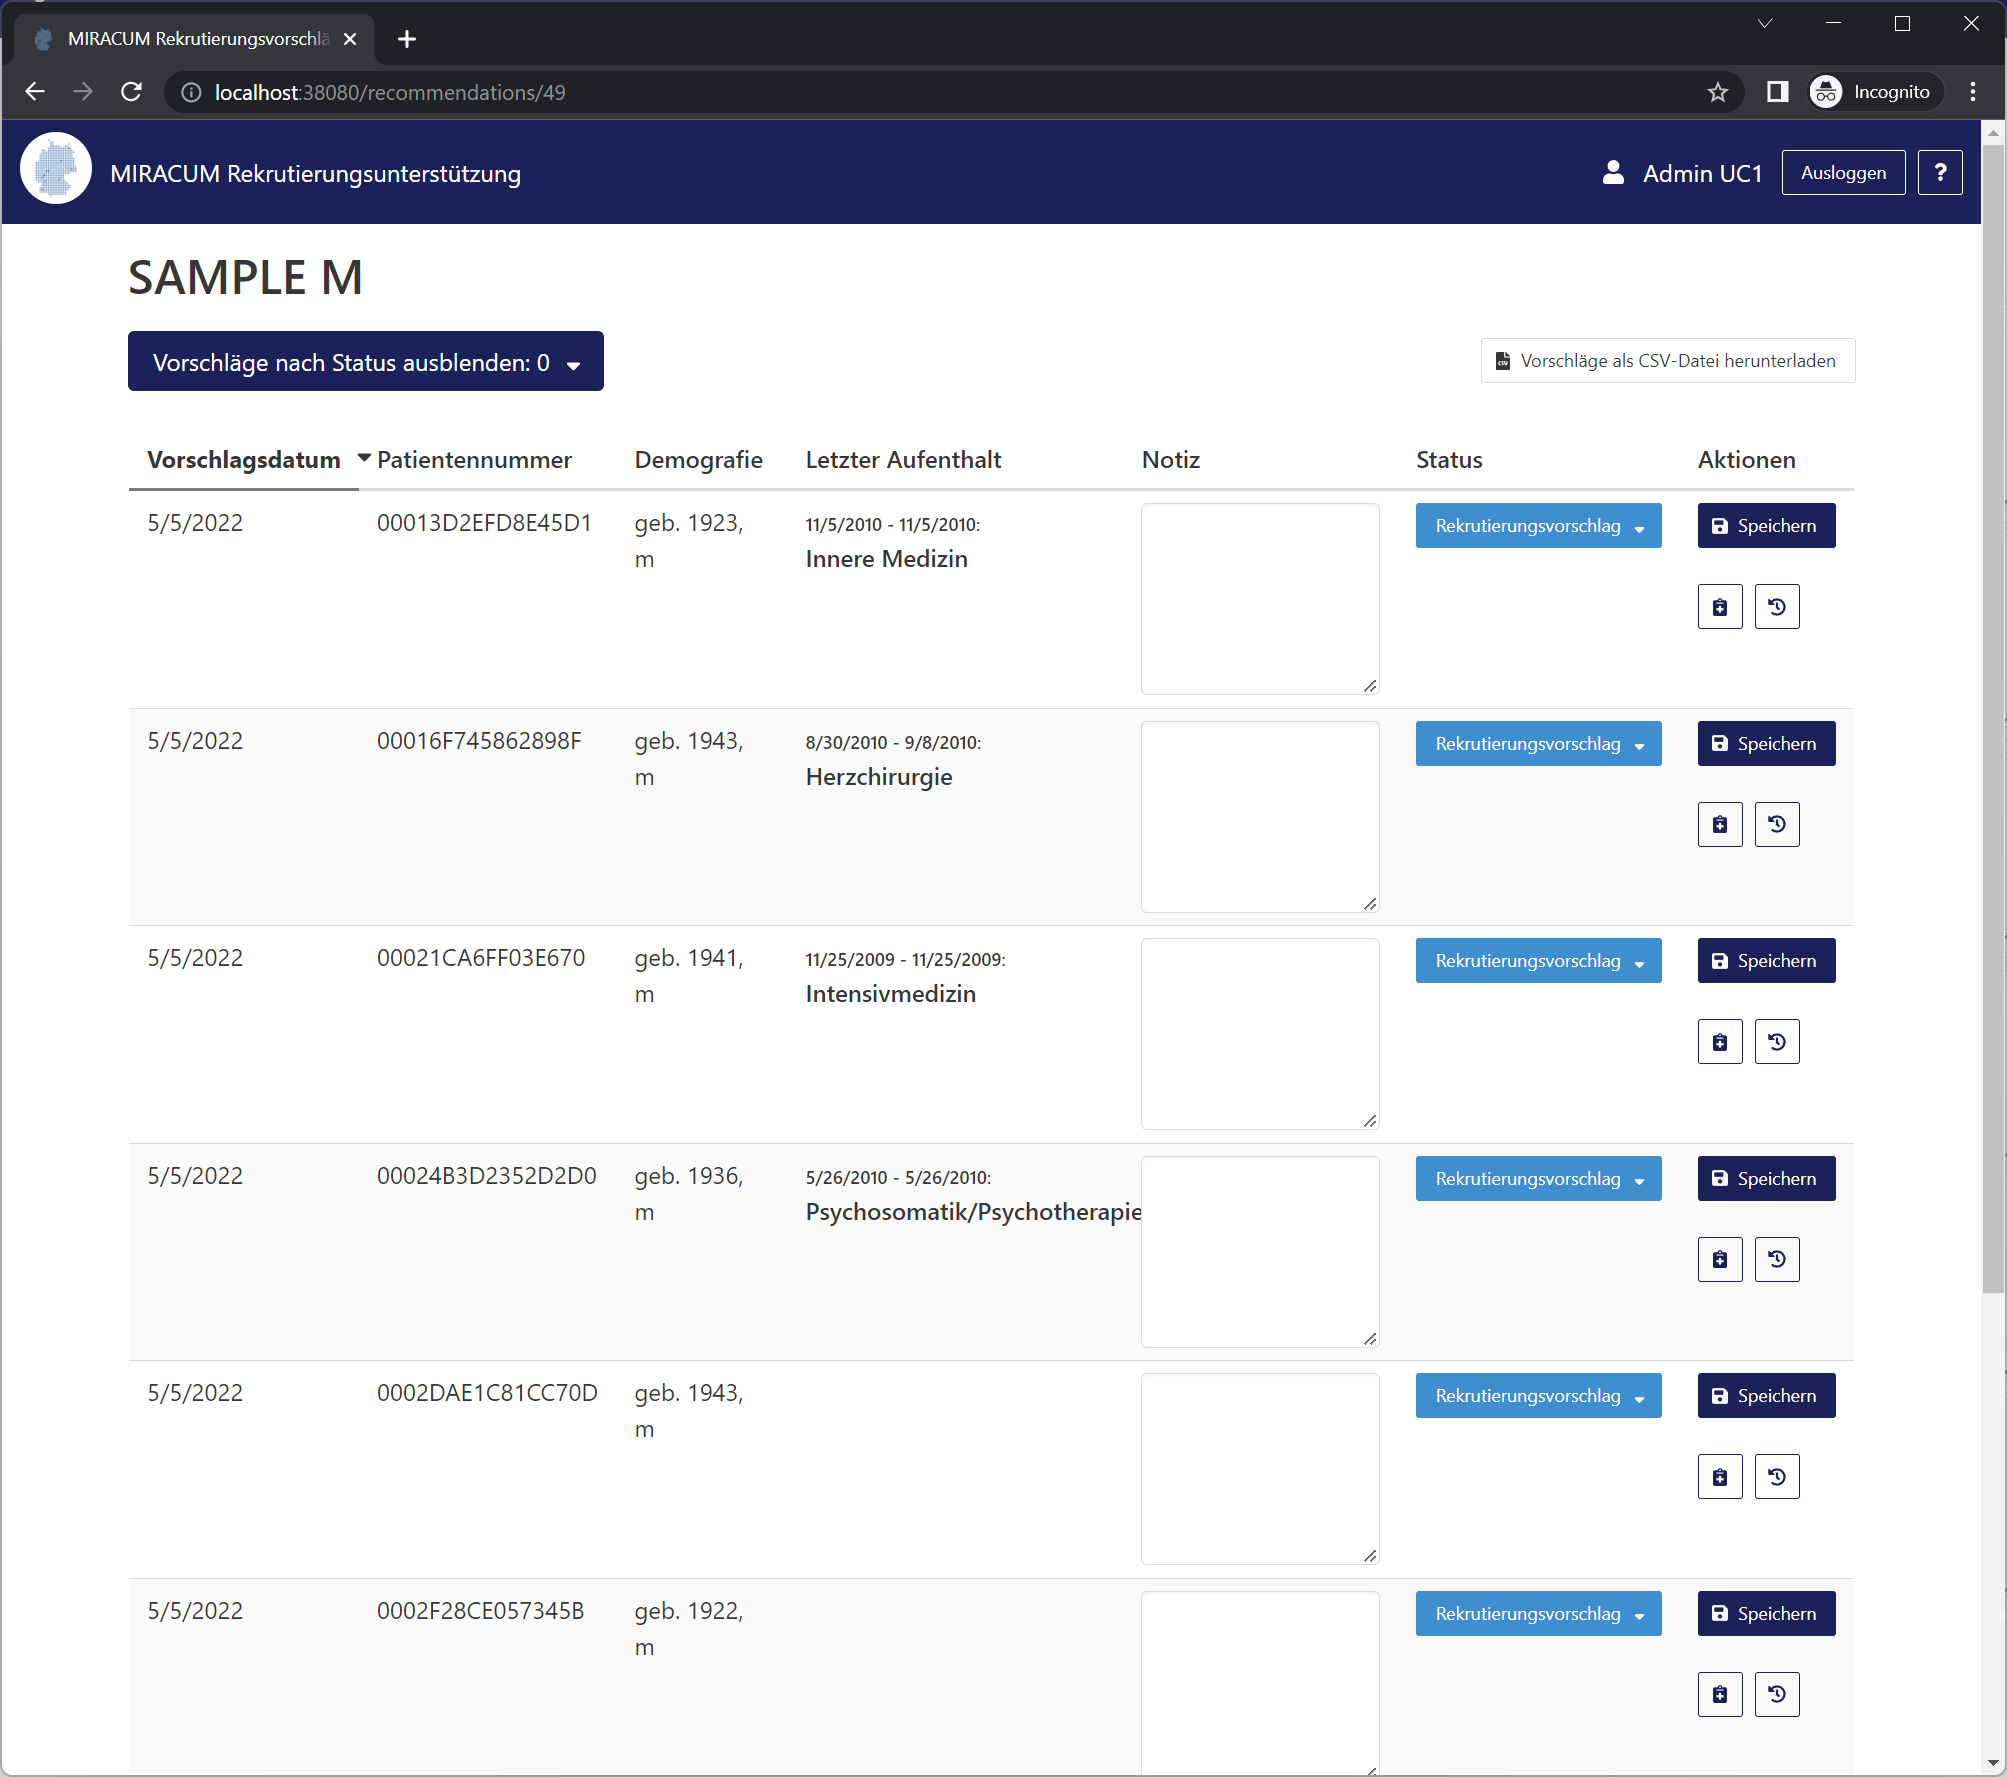 MIRACUM Rekrutierungsvorschlä
localhost:38080/recommendations/49
Incognito
MIRACUM Rekrutierungsunterstützung
Admin UC1
Ausloggen
?
SAMPLE M
Vorschläge nach Status ausblenden: 0
Vorschläge als CSV-Datei herunterladen
Vorschlagsdatum Patientennummer Demografie Letzter Aufenthalt Notiz Status Aktionen
5/5/2022 00013D2EFD8E45D1 geb. 1923, 11/5/2010 - 11/5/2010: Rekrutierungsvorschlag Speichern
m Innere Medizin
5/5/2022 00016F745862898F geb. 1943, 8/30/2010 - 9/8/2010: Rekrutierungsvorschlag Speichern
m Herzchirurgie
5/5/2022 00021CA6FF03E670 geb. 1941, 11/25/2009 - 11/25/2009: Rekrutierungsvorschlag Speichern
m Intensivmedizin
5/5/2022 00024B3D2352D2D0 geb. 1936, 5/26/2010 - 5/26/2010: Rekrutierungsvorschlag Speichern
m Psychosomatik/Psychotherapie
5/5/2022 0002DAE1C81CC70D geb. 1943, Rekrutierungsvorschlag Speichern
m
5/5/2022 0002F28CE057345B geb. 1922, Rekrutierungsvorschlag Speichern
m